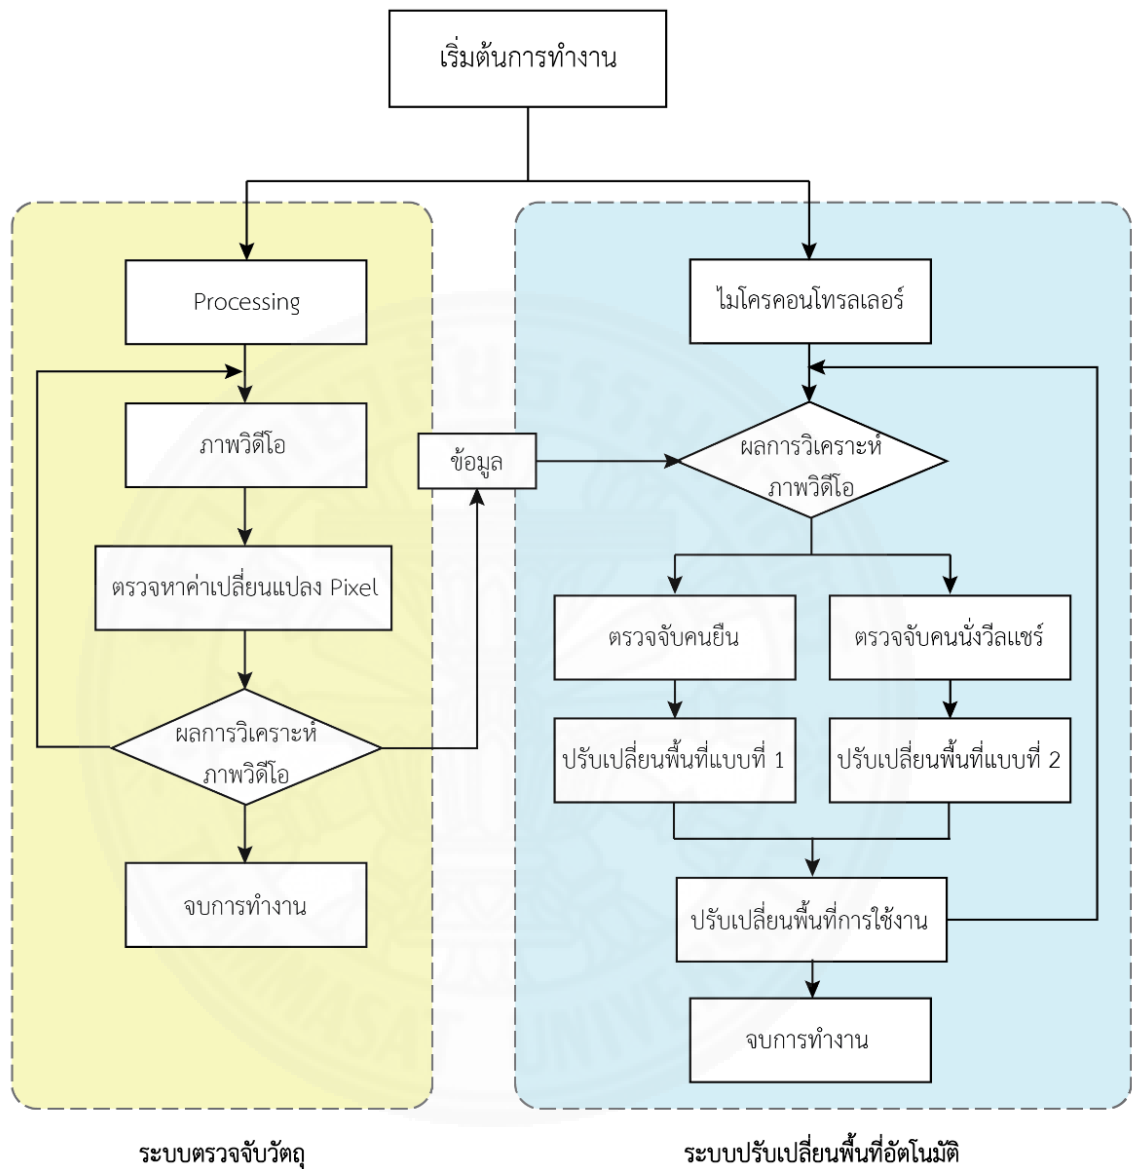 เริ่มต้นการทำงาน
Processing
ภาพวิดีโอ
ตรวจหาค่าเปลี่ยนแปลง Pixel
ผลการวิเคราะห์
ภาพวิดีโอ
จบการทำงาน
ข้อมูล
ไมโครคอนโทรลเลอร์
ผลการวิเคราะห์
ภาพวิดีโอ
ตรวจจับคนยืน
ตรวจจับคนนั่งวีลแชร์
ปรับเปลี่ยนพื้นที่แบบที่ 1
ปรับเปลี่ยนพื้นที่แบบที่ 2
ปรับเปลี่ยนพื้นที่การใช้งาน
จบการทำงาน
ระบบตรวจจับวัตถุ
ระบบปรับเปลี่ยนพื้นที่อัตโนมัติ